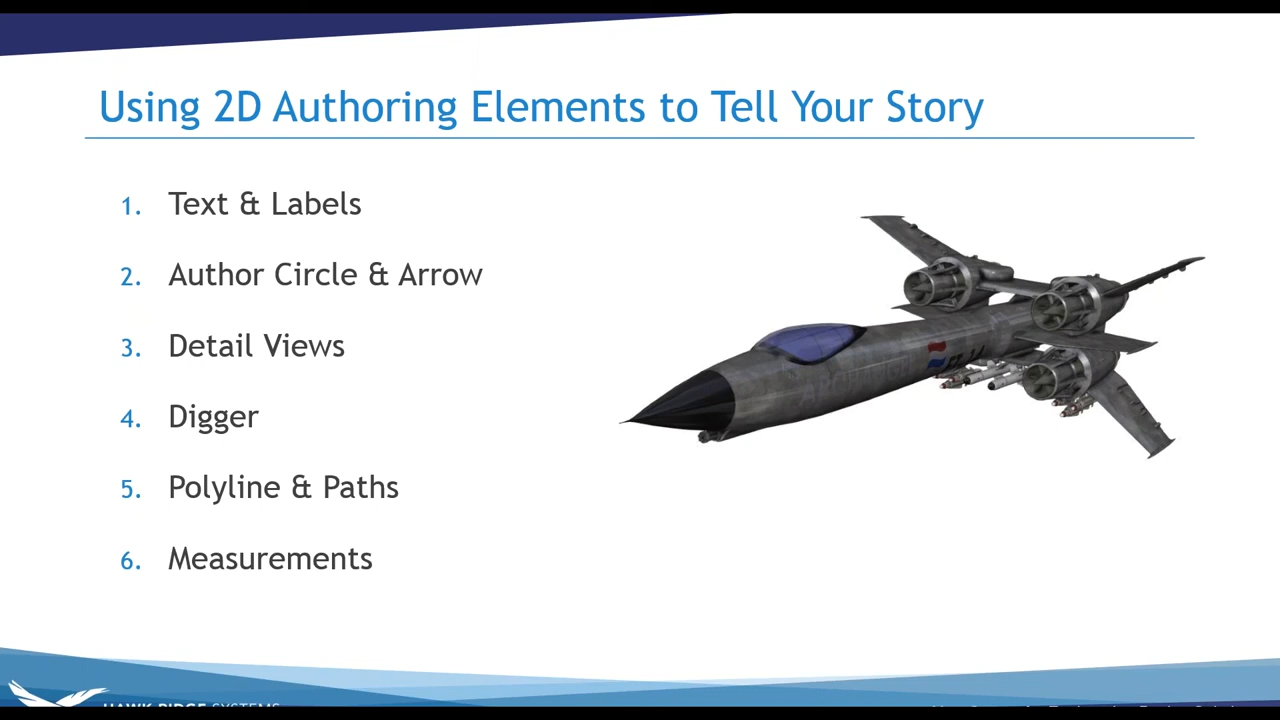 Using 2D Authoring Elements to Tell Your Story
1. Text & Labels
2. Author Circle & Arrow
3. Detail Views
4. Digger
5. Polyline & Paths
6. Measurements
HAWK RIDGE SYSTEMS